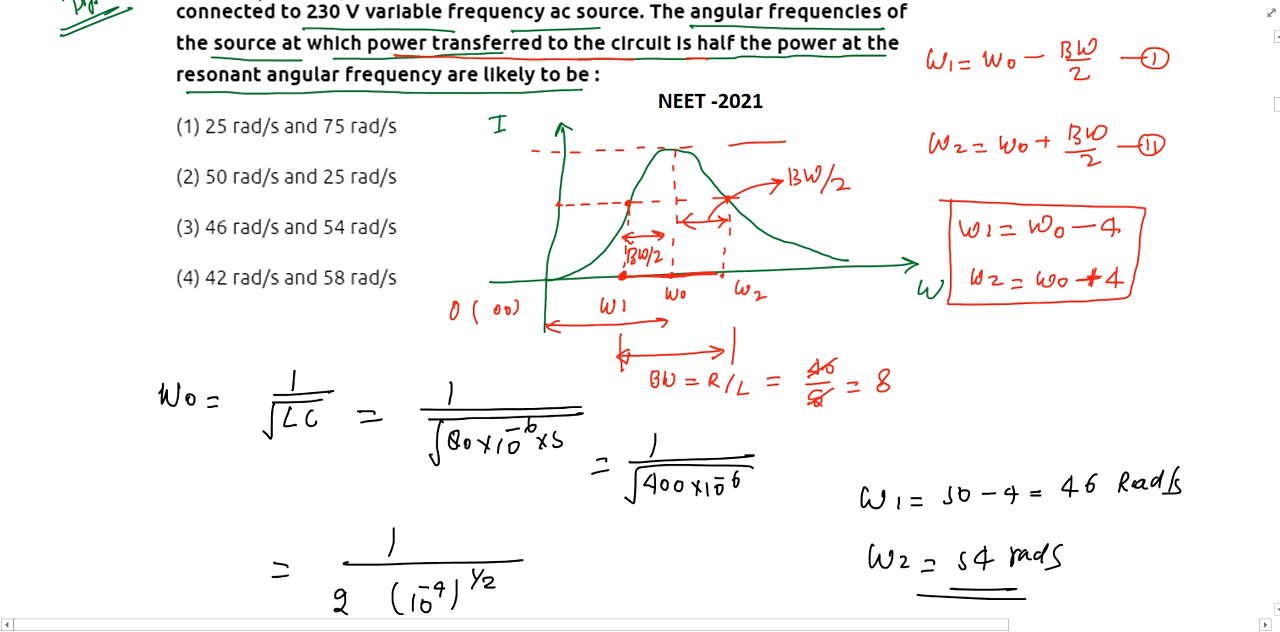 connected to 230 V variable frequency ac source. The angular frequencies of
the source at which power transferred to the circuit is half the power at the
resonant angular frequency are likely to be :
NEET -2021
(1) 25 rad/s and 75 rad/s
(2) 50 rad/s and 25 rad/s
(3) 46 rad/s and 54 rad/s
(4) 42 rad/s and 58 rad/s
I
BW/2
BW/2
W1
W0
W2
W
0 ( 00)
BW = R/L = 40/5 = 8
W1 = W0 - BW/2 - I
W2 = W0 + BW/2 - II
W1 = W0 - 4
W2 = W0 + 4
W0 = 1/√LC = 1/√80×10^-6×5
= 1/√400×10^-6
= 1/2 (10^-4)^1/2
W1 = 50 - 4 = 46 Rad/s
W2 = 54 rads